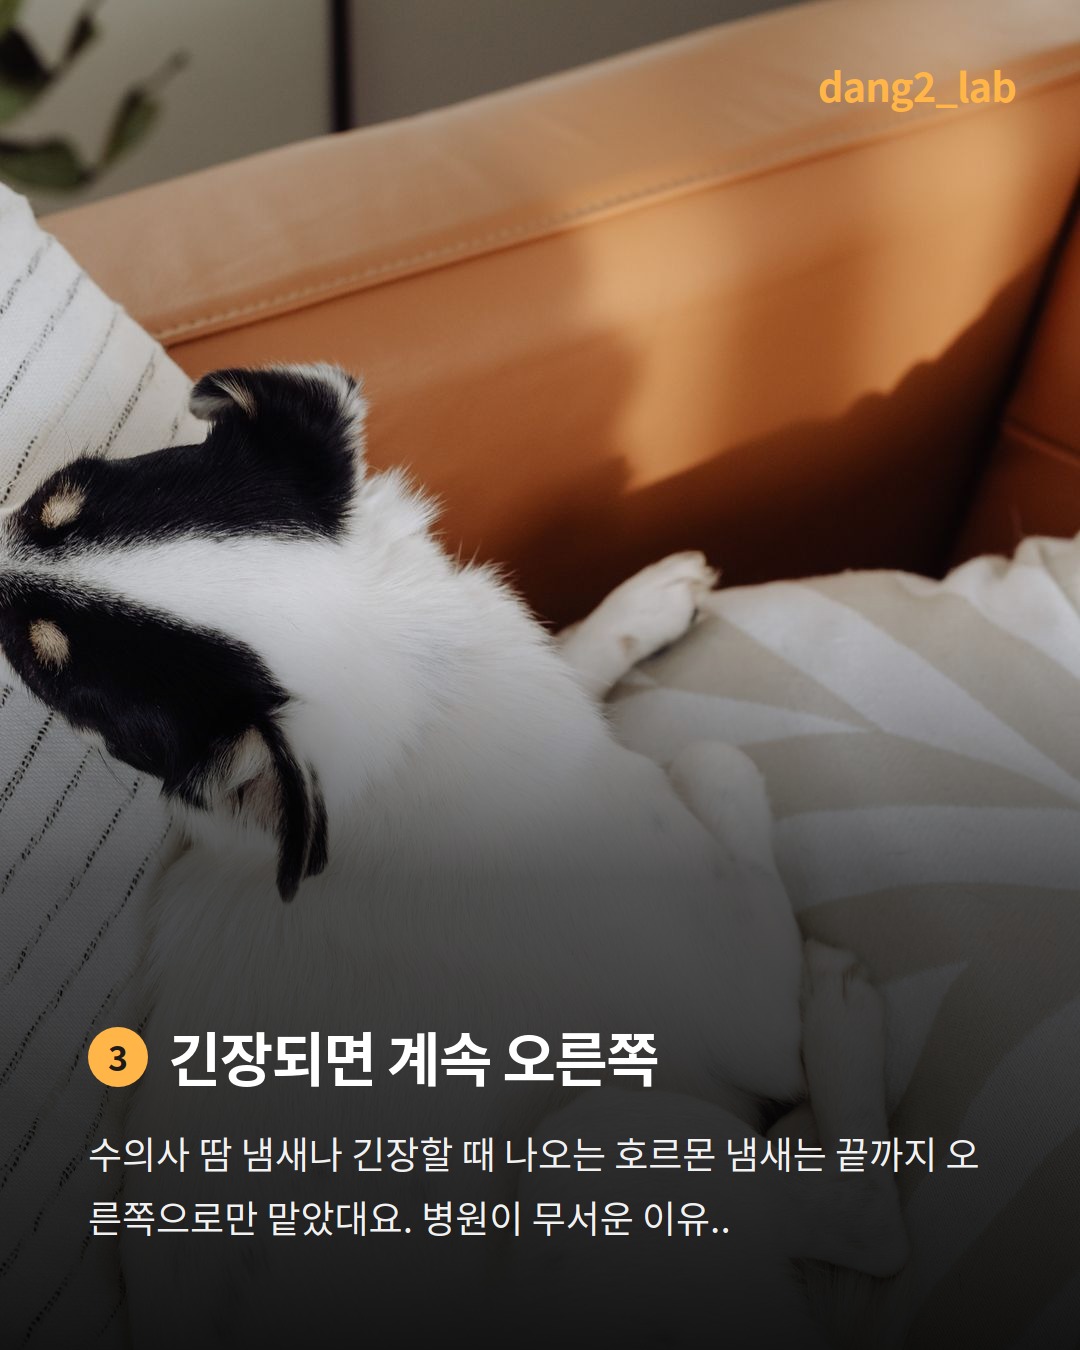 dang2_lab
3 긴장되면 계속 오른쪽
수의사 땀 냄새나 긴장할 때 나오는 호르몬 냄새는 끝까지 오
른쪽으로만 맡았대요. 병원이 무서운 이유..